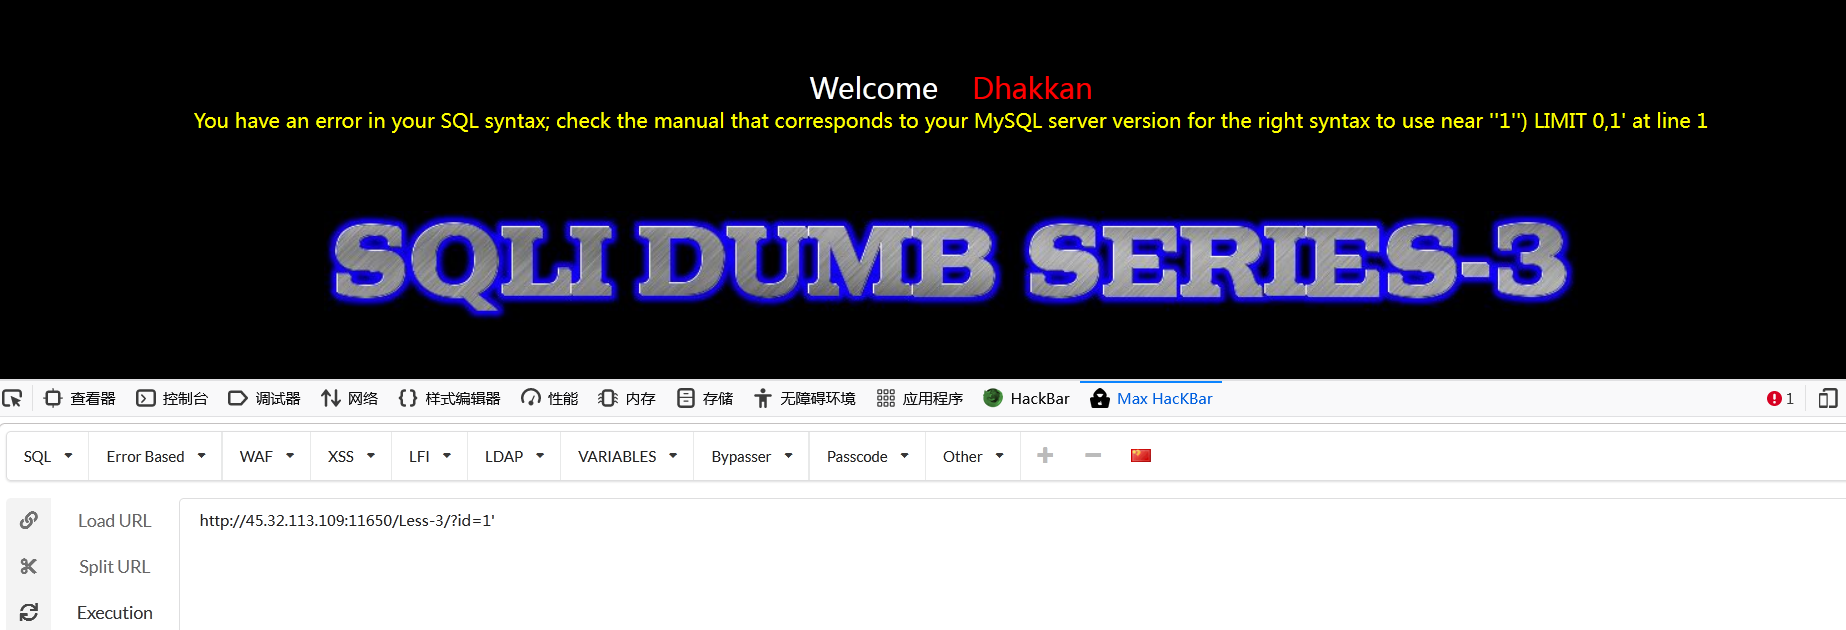 Welcome Dhakkan
You have an error in your SQL syntax; check the manual that corresponds to your MySQL server version for the right syntax to use near ''1'') LIMIT 0,1' at line 1
SQLI DUMB SERIES-3
查看器 控制台 调试器 网络 样式编辑器 性能 内存 存储 无障碍环境 应用程序 HackBar Max HacKBar 1
SQL Error Based WAF XSS LFI LDAP VARIABLES Bypasser Passcode Other
Load URL http://45.32.113.109:11650/Less-3/?id=1'
Split URL
Execution